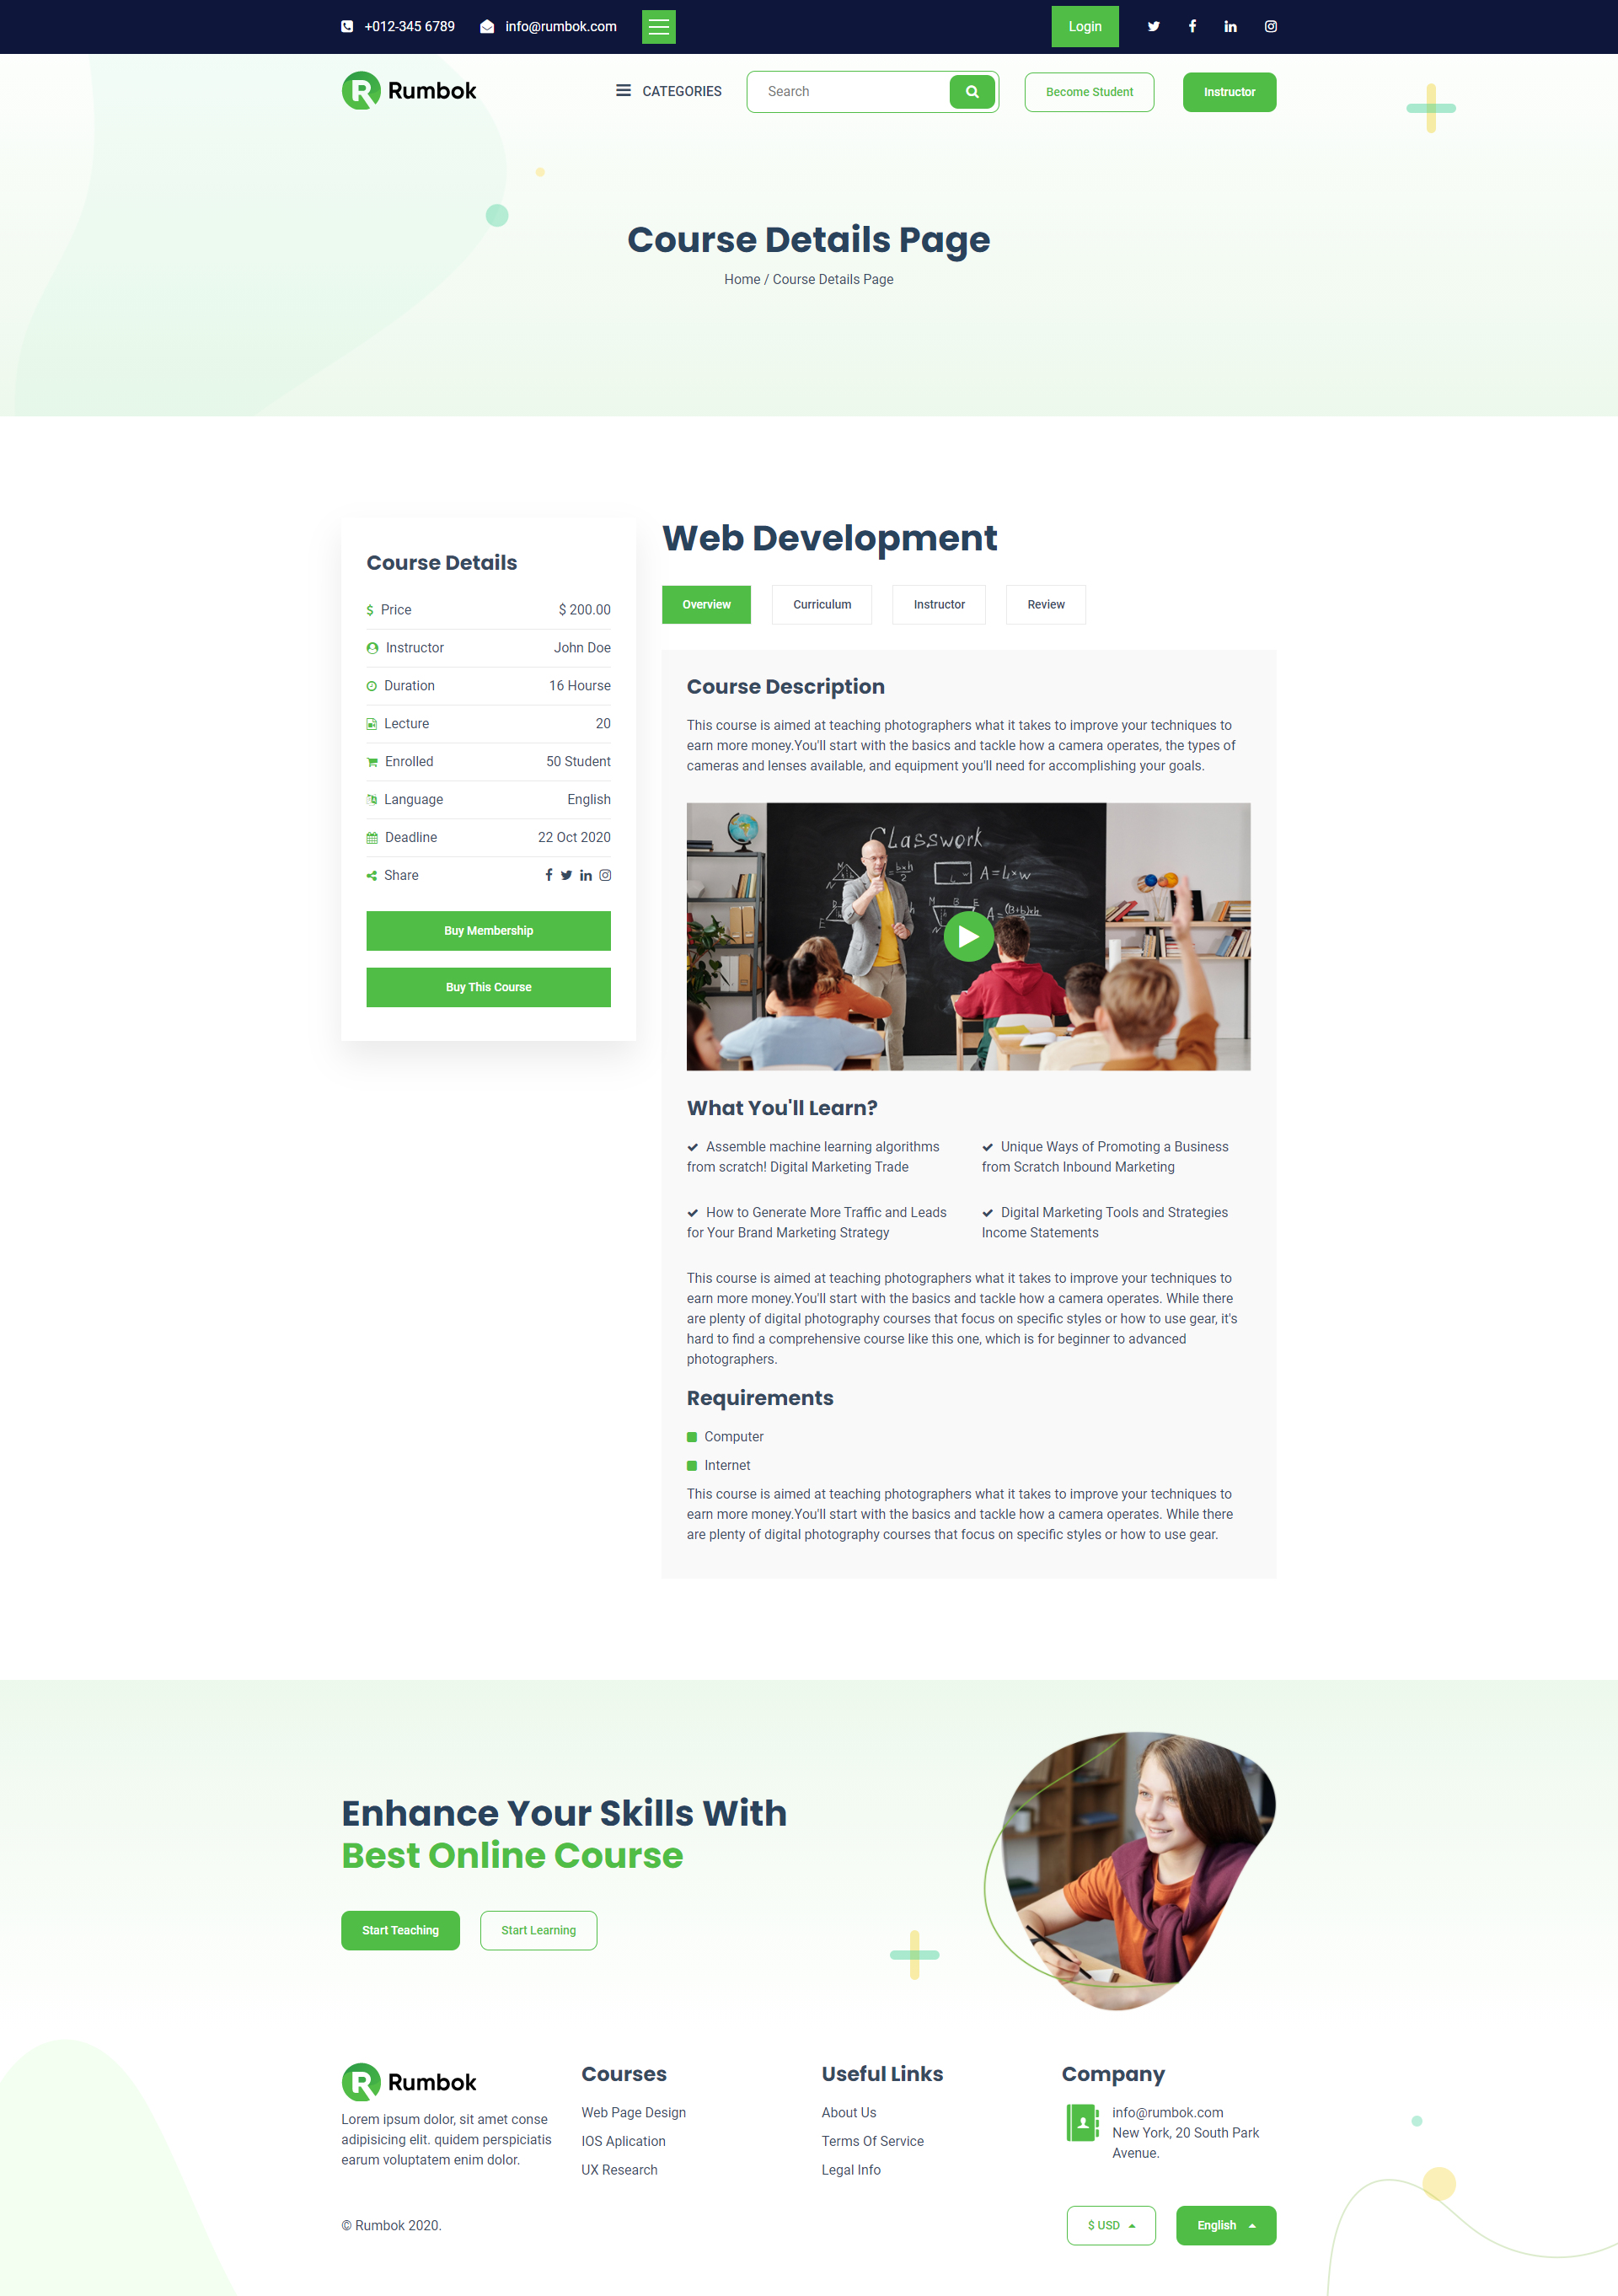 +012-345 6789
info@rumbok.com
Login
Rumbok
CATEGORIES
Search
Become Student
Instructor
Course Details Page
Home / Course Details Page
Course Details
Price $ 200.00
Instructor John Doe
Duration 16 Hourse
Lecture 20
Enrolled 50 Student
Language English
Deadline 22 Oct 2020
Share
Buy Membership
Buy This Course
Web Development
Overview
Curriculum
Instructor
Review
Course Description
This course is aimed at teaching photographers what it takes to improve your techniques to
earn more money.You'll start with the basics and tackle how a camera operates, the types of
cameras and lenses available, and equipment you'll need for accomplishing your goals.
Classwork
A=L×w
What You'll Learn?
Assemble machine learning algorithms
from scratch! Digital Marketing Trade
Unique Ways of Promoting a Business
from Scratch Inbound Marketing
How to Generate More Traffic and Leads
for Your Brand Marketing Strategy
Digital Marketing Tools and Strategies
Income Statements
This course is aimed at teaching photographers what it takes to improve your techniques to
earn more money.You'll start with the basics and tackle how a camera operates. While there
are plenty of digital photography courses that focus on specific styles or how to use gear, it's
hard to find a comprehensive course like this one, which is for beginner to advanced
photographers.
Requirements
Computer
Internet
This course is aimed at teaching photographers what it takes to improve your techniques to
earn more money.You'll start with the basics and tackle how a camera operates. While there
are plenty of digital photography courses that focus on specific styles or how to use gear.
Enhance Your Skills With
Best Online Course
Start Teaching
Start Learning
Rumbok
Lorem ipsum dolor, sit amet conse
adipisicing elit. quidem perspiciatis
earum voluptatem enim dolor.
Courses
Web Page Design
IOS Aplication
UX Research
Useful Links
About Us
Terms Of Service
Legal Info
Company
info@rumbok.com
New York, 20 South Park
Avenue.
© Rumbok 2020.
$ USD
English